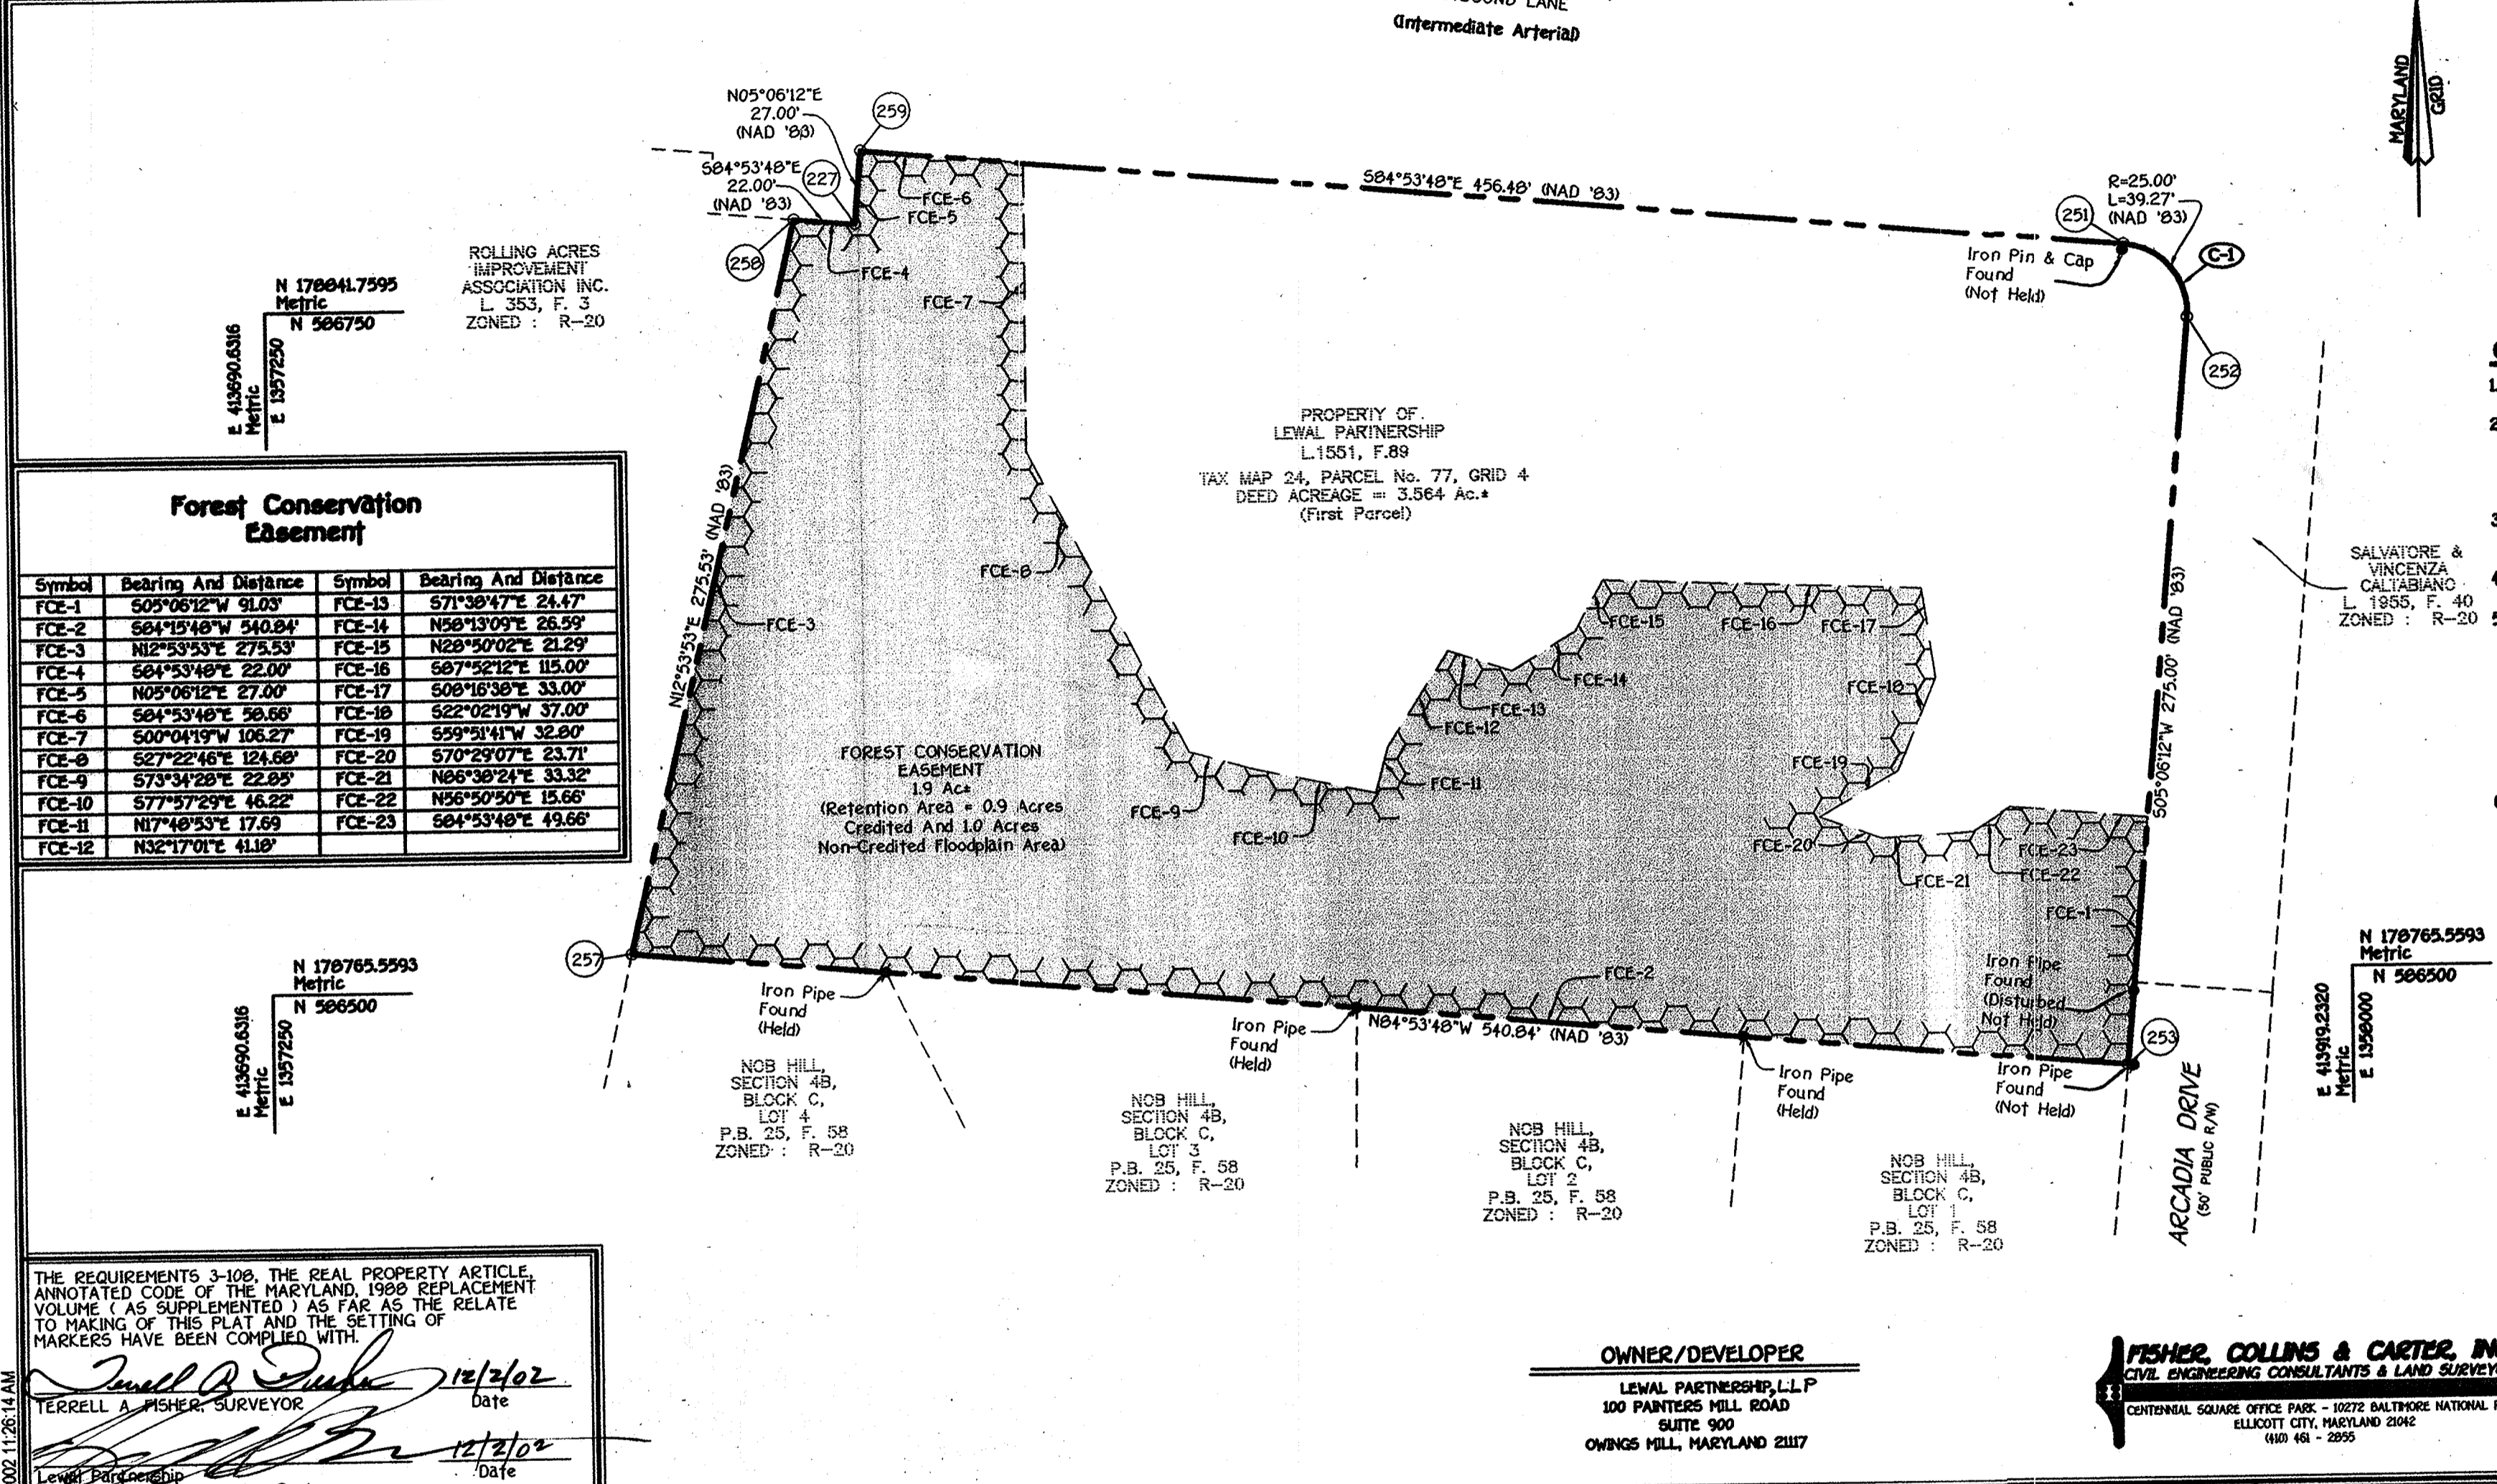 (Intermediate Arterial)
MARYLAND
GRID
N05°06'12"E
27.00'
(NAD '83)
259
S84°53'48"E
22.00'
(NAD '83)
227
258
FCE-6
FCE-5
FCE-4
FCE-7
S84°53'48"E 456.48' (NAD '83)
R=25.00'
L=39.27'
(NAD '83)
251
C-1
Iron Pin & Cap
Found
(Not Held)
252
ROLLING ACRES
IMPROVEMENT
ASSOCIATION INC.
L. 353, F. 3
ZONED : R-20
N 178841.7595
Metric
N 586750
E 413690.6316
Metric
E 1357250
PROPERTY OF
LEWAL PARTNERSHIP
L.1551, F.89
TAX MAP 24, PARCEL No. 77, GRID 4
DEED ACREAGE = 3.564 Ac.±
(First Parcel)
SALVATORE &
VINCENZA
CALTABIANO
L. 1955, F. 40
ZONED : R-20
Forest Conservation
Easement
Symbol Bearing And Distance Symbol Bearing And Distance
FCE-1 S05°06'12"W 91.03' FCE-13 S71°38'47"E 24.47'
FCE-2 S84°15'48"W 540.84' FCE-14 N58°13'09"E 26.59'
FCE-3 N12°53'53"E 275.53' FCE-15 N28°50'02"E 21.29'
FCE-4 S84°53'48"E 22.00' FCE-16 S87°52'12"E 115.00'
FCE-5 N05°06'12"E 27.00' FCE-17 S08°16'38"E 33.00'
FCE-6 S84°53'48"E 58.66' FCE-18 S22°02'19"W 37.00'
FCE-7 S00°04'19"W 106.27' FCE-19 S59°51'41"W 32.80'
FCE-8 S27°22'46"E 124.68' FCE-20 S70°29'07"E 23.71'
FCE-9 S73°34'28"E 22.85' FCE-21 N86°38'24"E 33.32'
FCE-10 S77°57'29"E 46.22' FCE-22 N56°50'50"E 15.66'
FCE-11 N17°48'53"E 17.69 FCE-23 S84°53'48"E 49.66'
FCE-12 N32°17'01"E 41.18'
N12°53'53"E 275.53' (NAD '83)
FCE-3
FCE-8
FCE-15
FCE-16
FCE-17
FCE-14
FCE-18
FCE-13
FCE-12
FCE-11
FCE-19
FCE-9
FCE-10
FCE-20
FCE-21
FCE-23
FCE-22
FCE-1
S05°06'12"W 275.00' (NAD '83)
FOREST CONSERVATION
EASEMENT
1.9 Ac±
(Retention Area = 0.9 Acres
Credited And 1.0 Acres
Non-Credited Floodplain Area)
257
Iron Pipe
Found
(Held)
FCE-2
Iron Pipe
Found
(Held)
N84°53'48"W 540.84' (NAD '83)
Iron Pipe
Found
(Disturbed
Not Held)
Iron Pipe
Found
(Held)
Iron Pipe
Found
(Not Held)
253
N 178765.5593
Metric
N 586500
E 413690.6316
Metric
E 1357250
N 178765.5593
Metric
N 586500
E 413919.2320
Metric
E 1358000
NOB HILL,
SECTION 4B,
BLOCK C,
LOT 4
P.B. 25, F. 58
ZONED : R-20
NOB HILL,
SECTION 4B,
BLOCK C,
LOT 3
P.B. 25, F. 58
ZONED : R-20
NOB HILL,
SECTION 4B,
BLOCK C,
LOT 2
P.B. 25, F. 58
ZONED : R-20
NOB HILL,
SECTION 4B,
BLOCK C,
LOT 1
P.B. 25, F. 58
ZONED : R-20
ARCADIA DRIVE
(50' PUBLIC R/W)
THE REQUIREMENTS 3-108, THE REAL PROPERTY ARTICLE,
ANNOTATED CODE OF THE MARYLAND, 1988 REPLACEMENT
VOLUME ( AS SUPPLEMENTED ) AS FAR AS THE RELATE
TO MAKING OF THIS PLAT AND THE SETTING OF
MARKERS HAVE BEEN COMPLIED WITH.
12/2/02
TERRELL A. FISHER, SURVEYOR Date
12/2/02
Lewal Partnership Date
002 11:26:14 AM
OWNER/DEVELOPER
LEWAL PARTNERSHIP, L.L.P
100 PAINTERS MILL ROAD
SUITE 900
OWINGS MILL, MARYLAND 21117
FISHER, COLLINS & CARTER,
CIVIL ENGINEERING CONSULTANTS & LAND
CENTENNIAL SQUARE OFFICE PARK - 10272 BALTIMORE NATIONAL
ELLICOTT CITY, MARYLAND 21042
(410) 461 - 2855